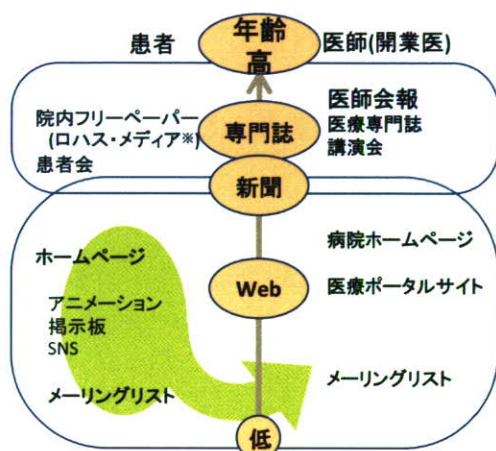 患者
年齢
高
医師(開業医)
院内フリーペーパー
(ロハス・メディア※)
患者会
専門誌
医師会報
医療専門誌
講演会
新聞
ホームページ
アニメーション
掲示板
SNS
メーリングリスト
Web
病院ホームページ
医療ポータルサイト
メーリングリスト
低